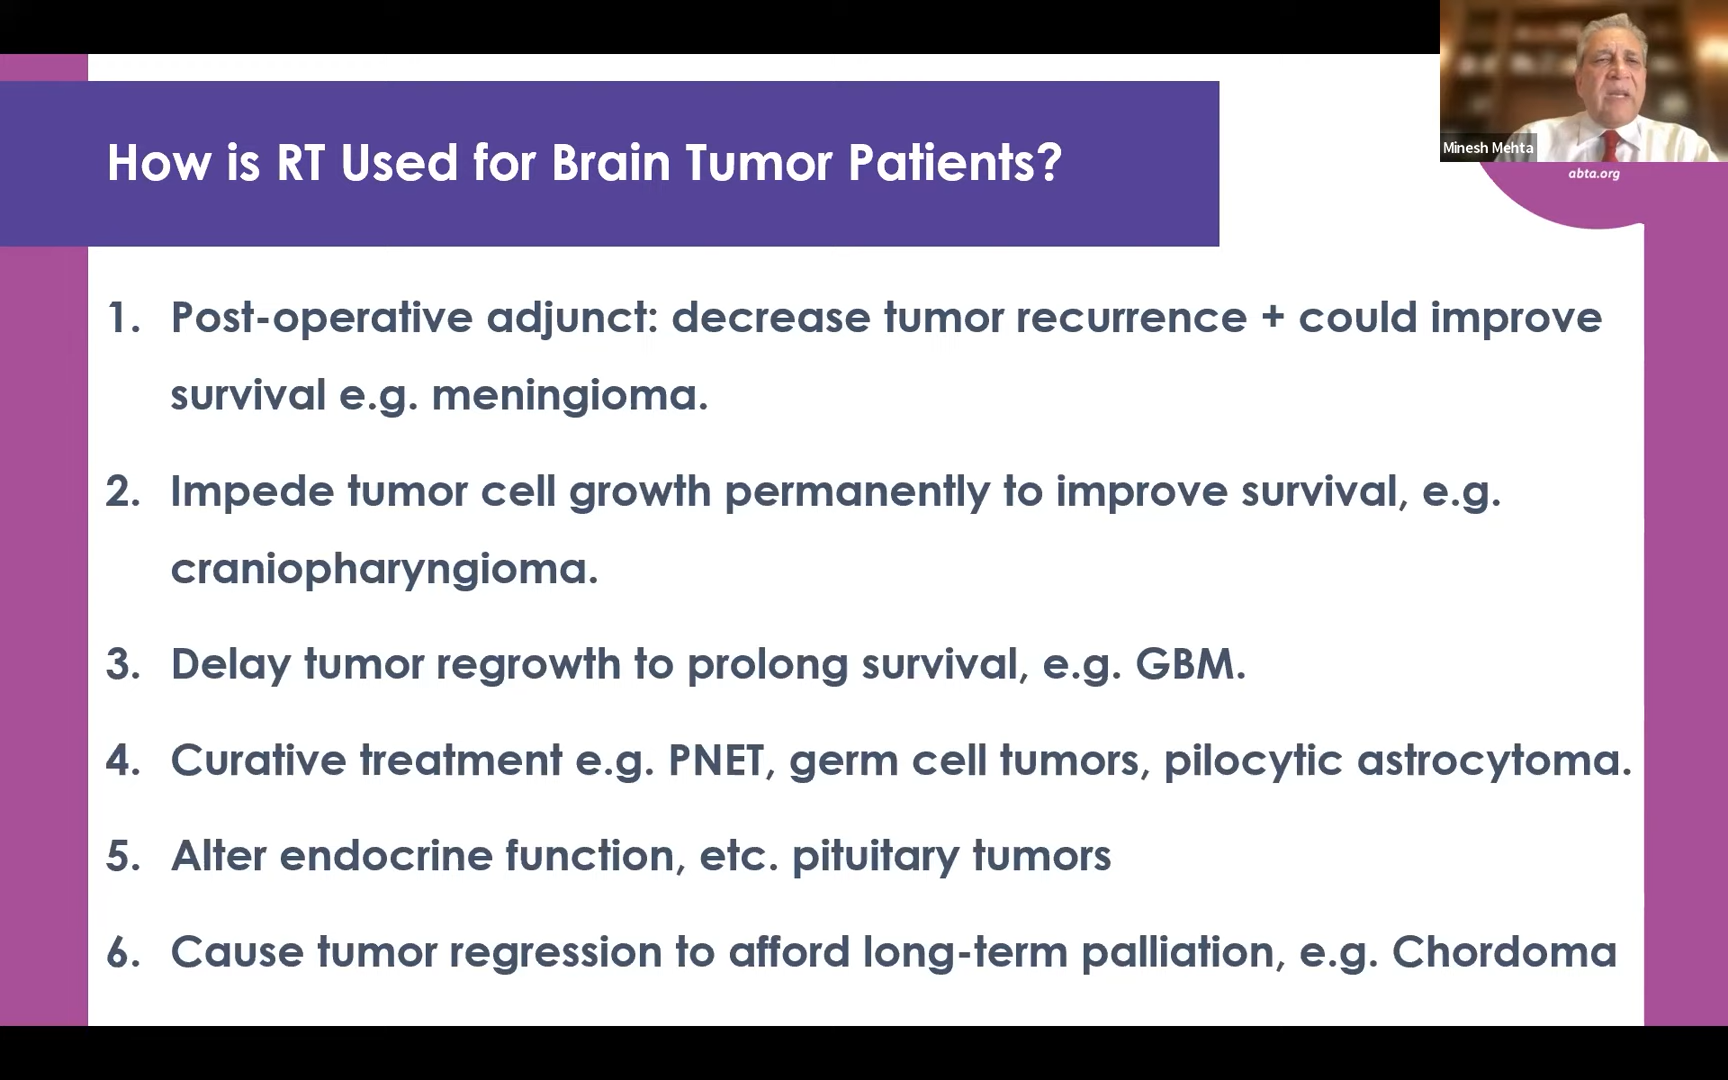 How is RT Used for Brain Tumor Patients?
Minesh Mehta
abta.org
1. Post-operative adjunct: decrease tumor recurrence + could improve
survival e.g. meningioma.
2. Impede tumor cell growth permanently to improve survival, e.g.
craniopharyngioma.
3. Delay tumor regrowth to prolong survival, e.g. GBM.
4. Curative treatment e.g. PNET, germ cell tumors, pilocytic astrocytoma.
5. Alter endocrine function, etc. pituitary tumors
6. Cause tumor regression to afford long-term palliation, e.g. Chordoma